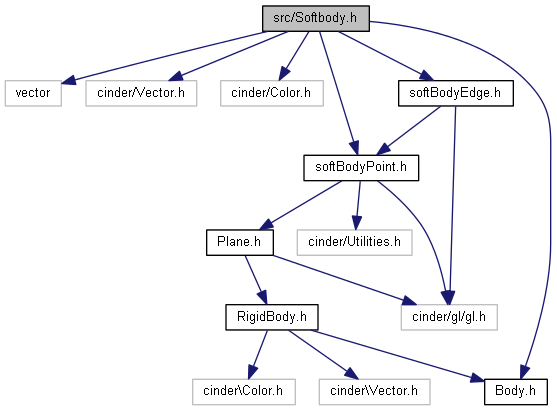 src/Softbody.h
vector
cinder/Vector.h
cinder/Color.h
softBodyEdge.h
softBodyPoint.h
Plane.h
cinder/Utilities.h
RigidBody.h
cinder/gl/gl.h
cinder\Color.h
cinder\Vector.h
Body.h